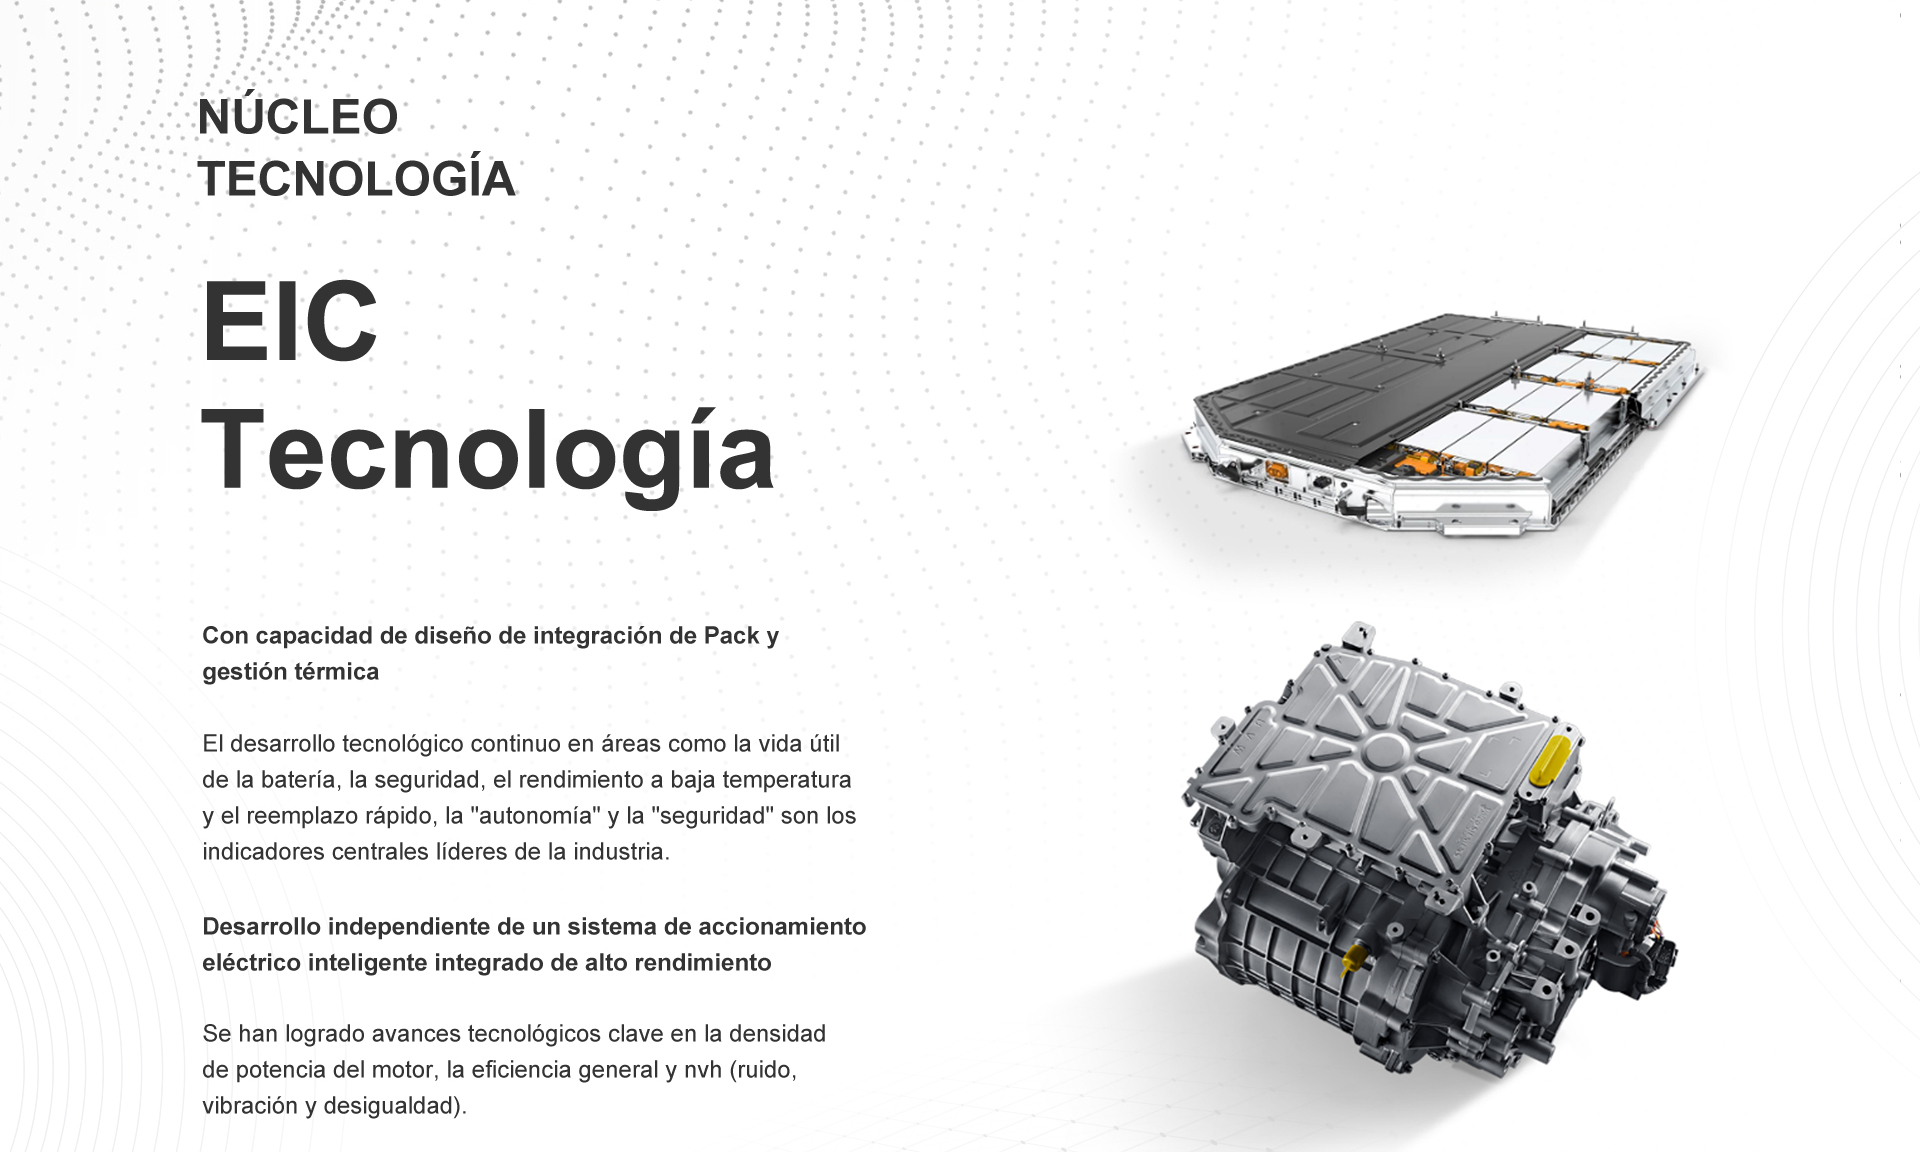 NÚCLEO
TECNOLOGÍA
EIC
Tecnología
Con capacidad de diseño de integración de Pack y
gestión térmica
El desarrollo tecnológico continuo en áreas como la vida útil
de la batería, la seguridad, el rendimiento a baja temperatura
y el reemplazo rápido, la "autonomía" y la "seguridad" son los
indicadores centrales líderes de la industria.
Desarrollo independiente de un sistema de accionamiento
eléctrico inteligente integrado de alto rendimiento
Se han logrado avances tecnológicos clave en la densidad
de potencia del motor, la eficiencia general y nvh (ruido,
vibración y desigualdad).